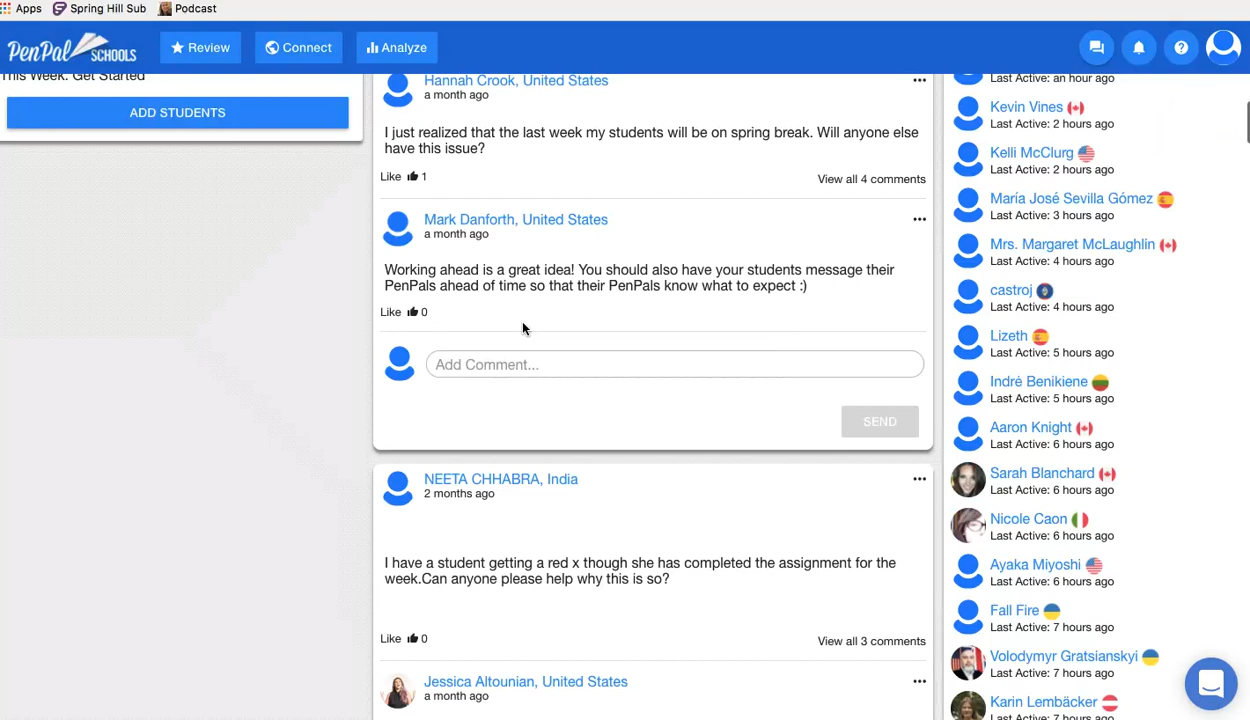 Apps Spring Hill Sub Podcast
PenPal SCHOOLS Review Connect Analyze
This Week. Get Started
ADD STUDENTS
Hannah Crook, United States
a month ago
I just realized that the last week my students will be on spring break. Will anyone else
have this issue?
Like 1
View all 4 comments
Mark Danforth, United States
a month ago
Working ahead is a great idea! You should also have your students message their
PenPals ahead of time so that their PenPals know what to expect :)
Like 0
Add Comment...
SEND
NEETA CHHABRA, India
2 months ago
I have a student getting a red x though she has completed the assignment for the
week.Can anyone please help why this is so?
Like 0
View all 3 comments
Jessica Altounian, United States
a month ago
Last Active: an hour ago
Kevin Vines
Last Active: 2 hours ago
Kelli McClurg
Last Active: 2 hours ago
María José Sevilla Gómez
Last Active: 3 hours ago
Mrs. Margaret McLaughlin
Last Active: 4 hours ago
castroj
Last Active: 4 hours ago
Lizeth
Last Active: 5 hours ago
Indrė Benikiene
Last Active: 5 hours ago
Aaron Knight
Last Active: 6 hours ago
Sarah Blanchard
Last Active: 6 hours ago
Nicole Caon
Last Active: 6 hours ago
Ayaka Miyoshi
Last Active: 6 hours ago
Fall Fire
Last Active: 7 hours ago
Volodymyr Gratsianskyi
Last Active: 7 hours ago
Karin Lembäcker
Last Active: 7 hours ago